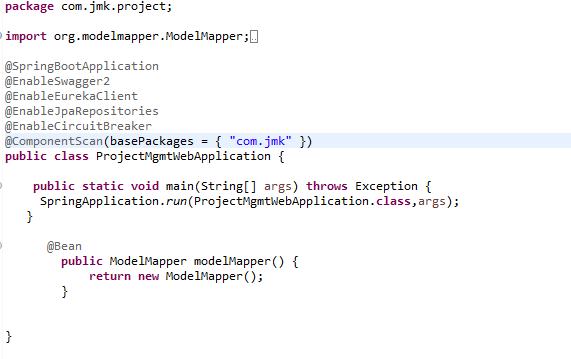 package com.jmk.project;
import org.modelmapper.ModelMapper;
@SpringBootApplication
@EnableSwagger2
@EnableEurekaClient
@EnableJpaRepositories
@EnableCircuitBreaker
@ComponentScan(basePackages = { "com.jmk" })
public class ProjectMgmtWebApplication {
public static void main(String[] args) throws Exception {
SpringApplication.run(ProjectMgmtWebApplication.class,args);
}
@Bean
public ModelMapper modelMapper() {
return new ModelMapper();
}
}